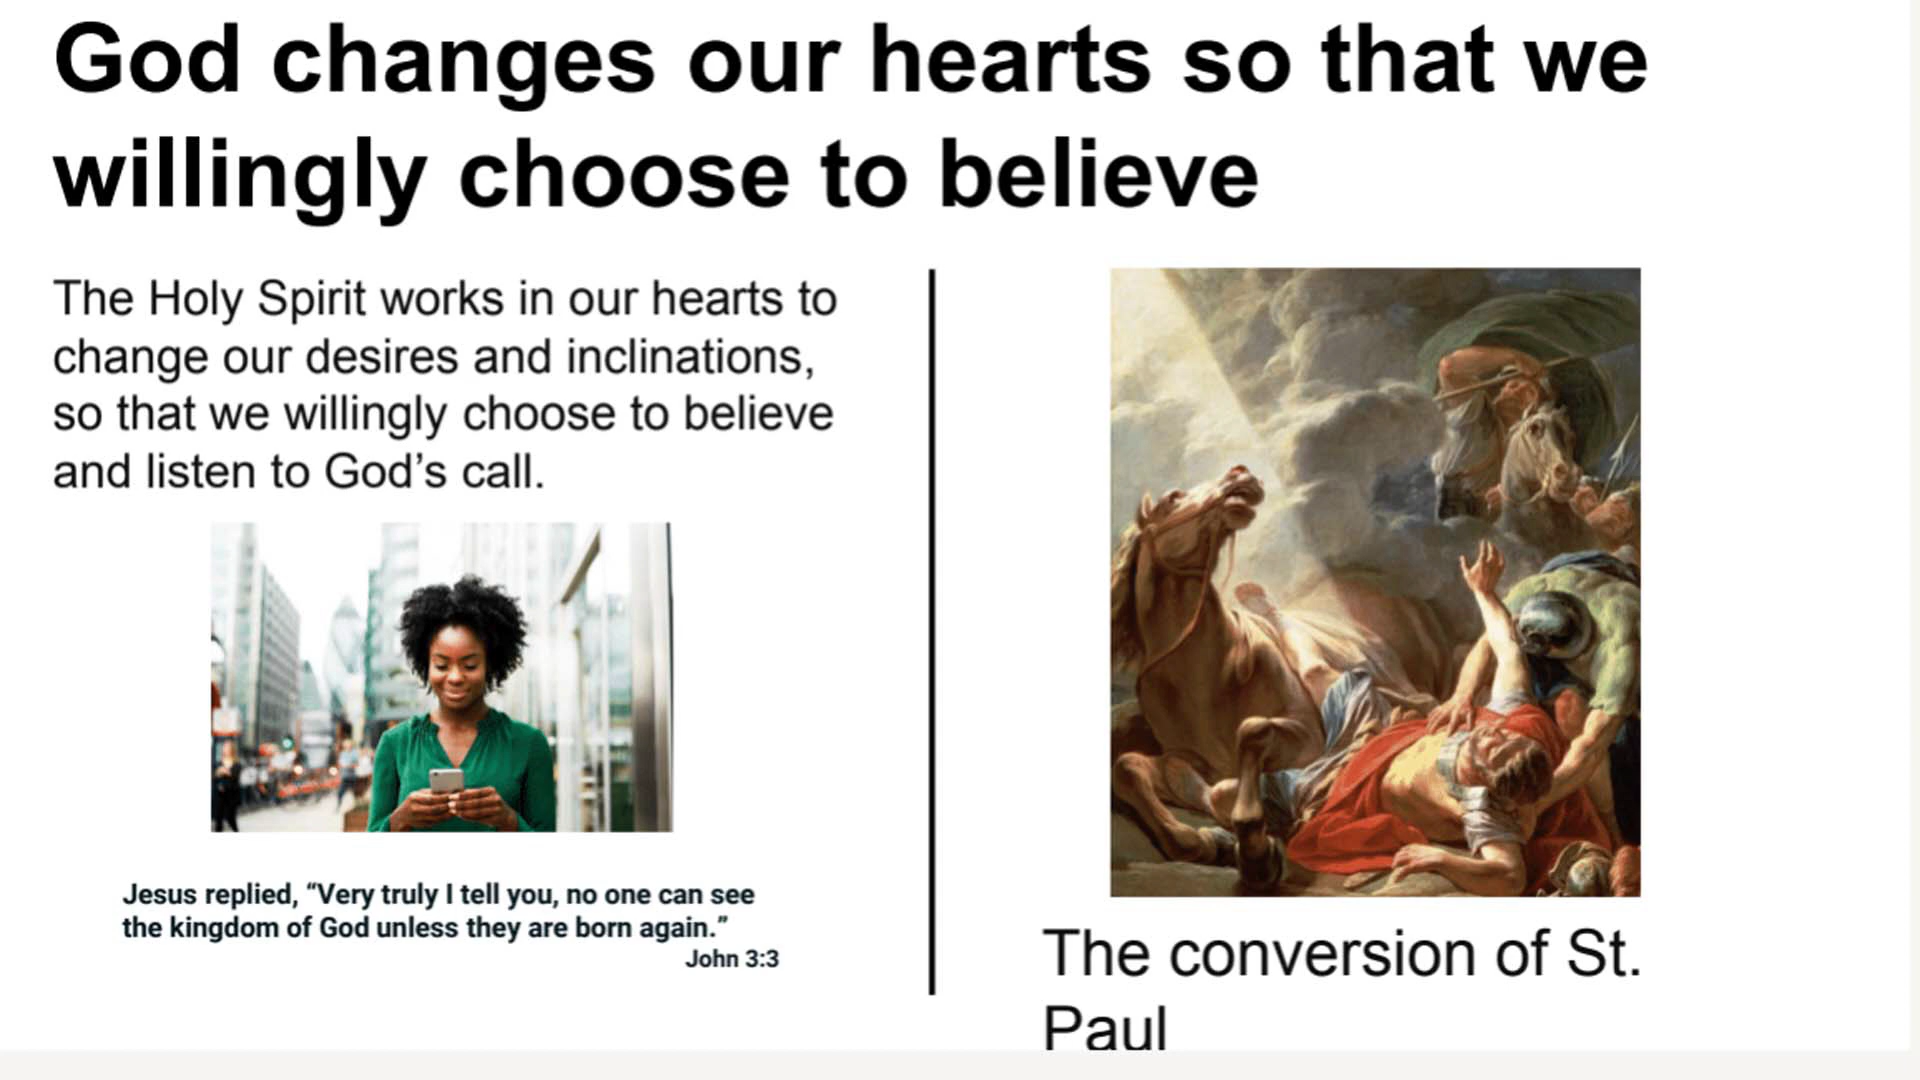 God changes our hearts so that we
willingly choose to believe
The Holy Spirit works in our hearts to
change our desires and inclinations,
so that we willingly choose to believe
and listen to God’s call.
Jesus replied, “Very truly I tell you, no one can see
the kingdom of God unless they are born again.”
John 3:3
The conversion of St.
Paul